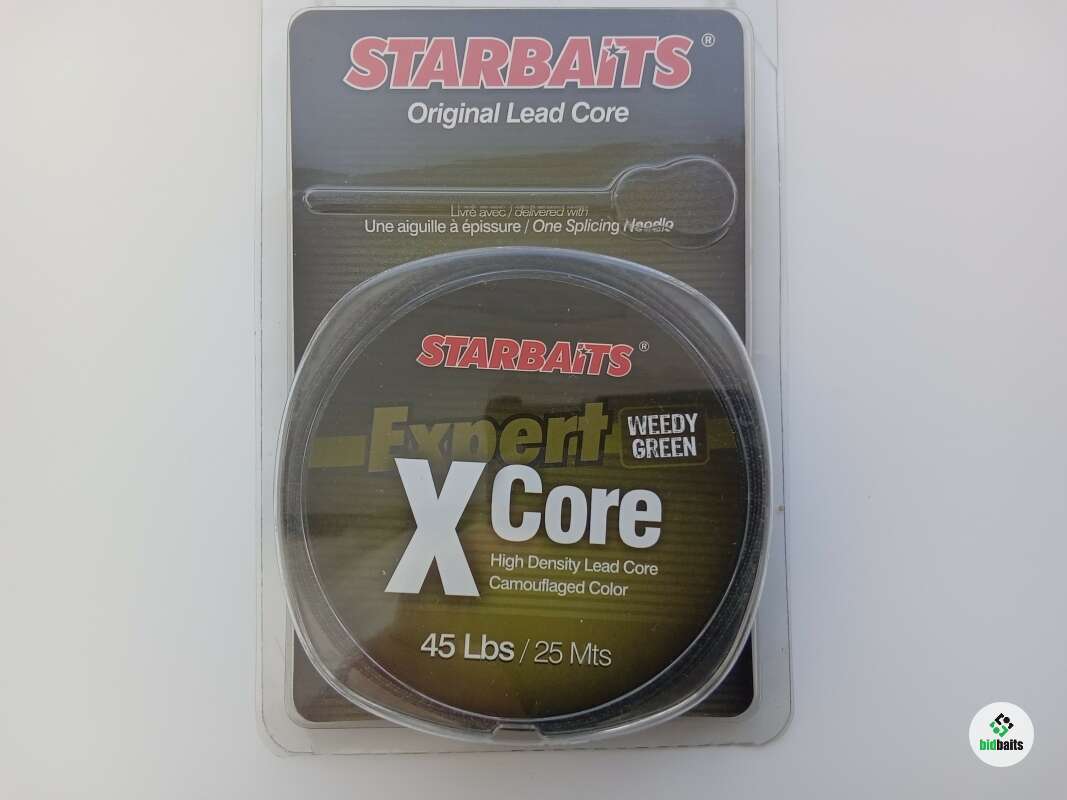 STARBAITS®
Original Lead Core
Livré avec / delivered with
Une aiguille à épissure / One Splicing Needle
STARBAITS®
Expert
WEEDY
GREEN
X Core
High Density Lead Core
Camouflaged Color
45 Lbs / 25 Mts
bidbaits